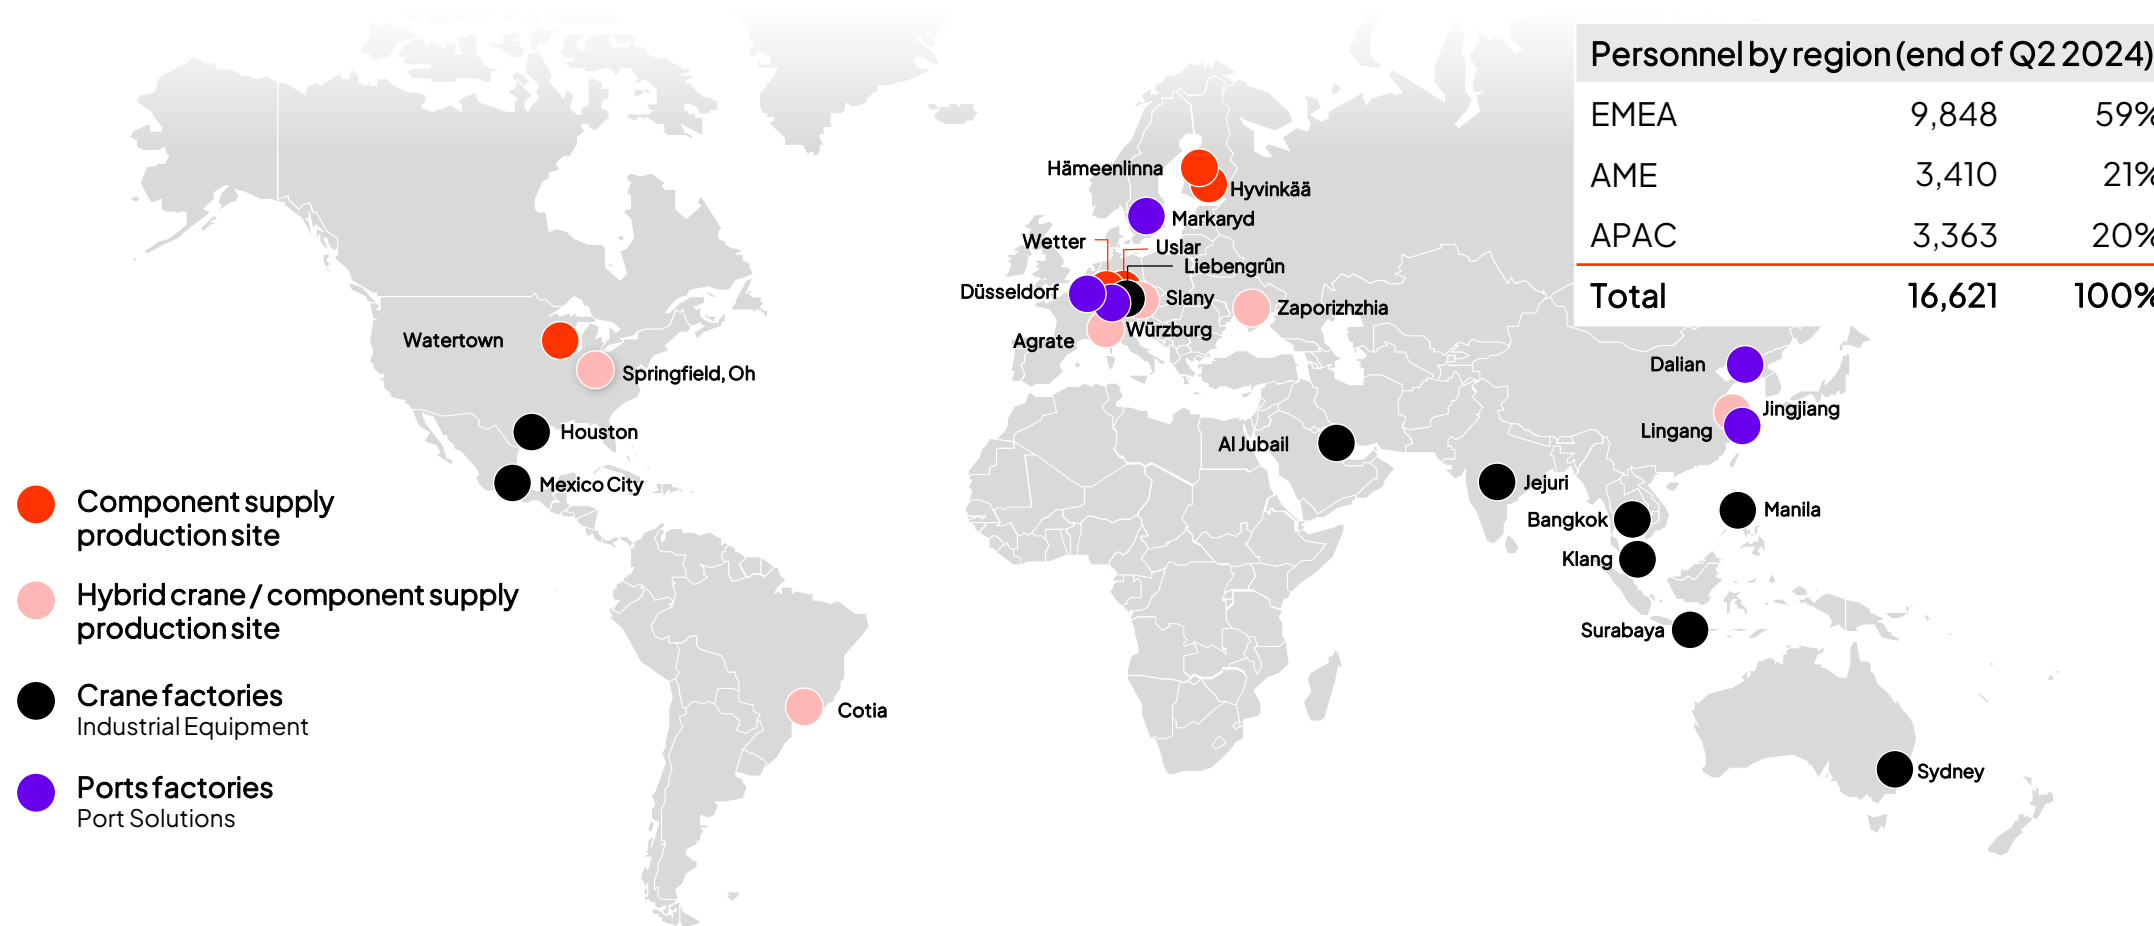 Personnel by region (end of Q2 2024)
EMEA 9,848 59%
AME 3,410 21%
APAC 3,363 20%
Total 16,621 100%
Hämeenlinna
Hyvinkää
Markaryd
Wetter
Uslar
Liebengrûn
Düsseldorf
Slany
Zaporizhzhia
Würzburg
Agrate
Watertown
Springfield, Oh
Houston
Mexico City
Cotia
Al Jubail
Jejuri
Bangkok
Klang
Surabaya
Manila
Dalian
Jingjiang
Lingang
Sydney
Component supply
production site
Hybrid crane / component supply
production site
Crane factories
Industrial Equipment
Ports factories
Port Solutions